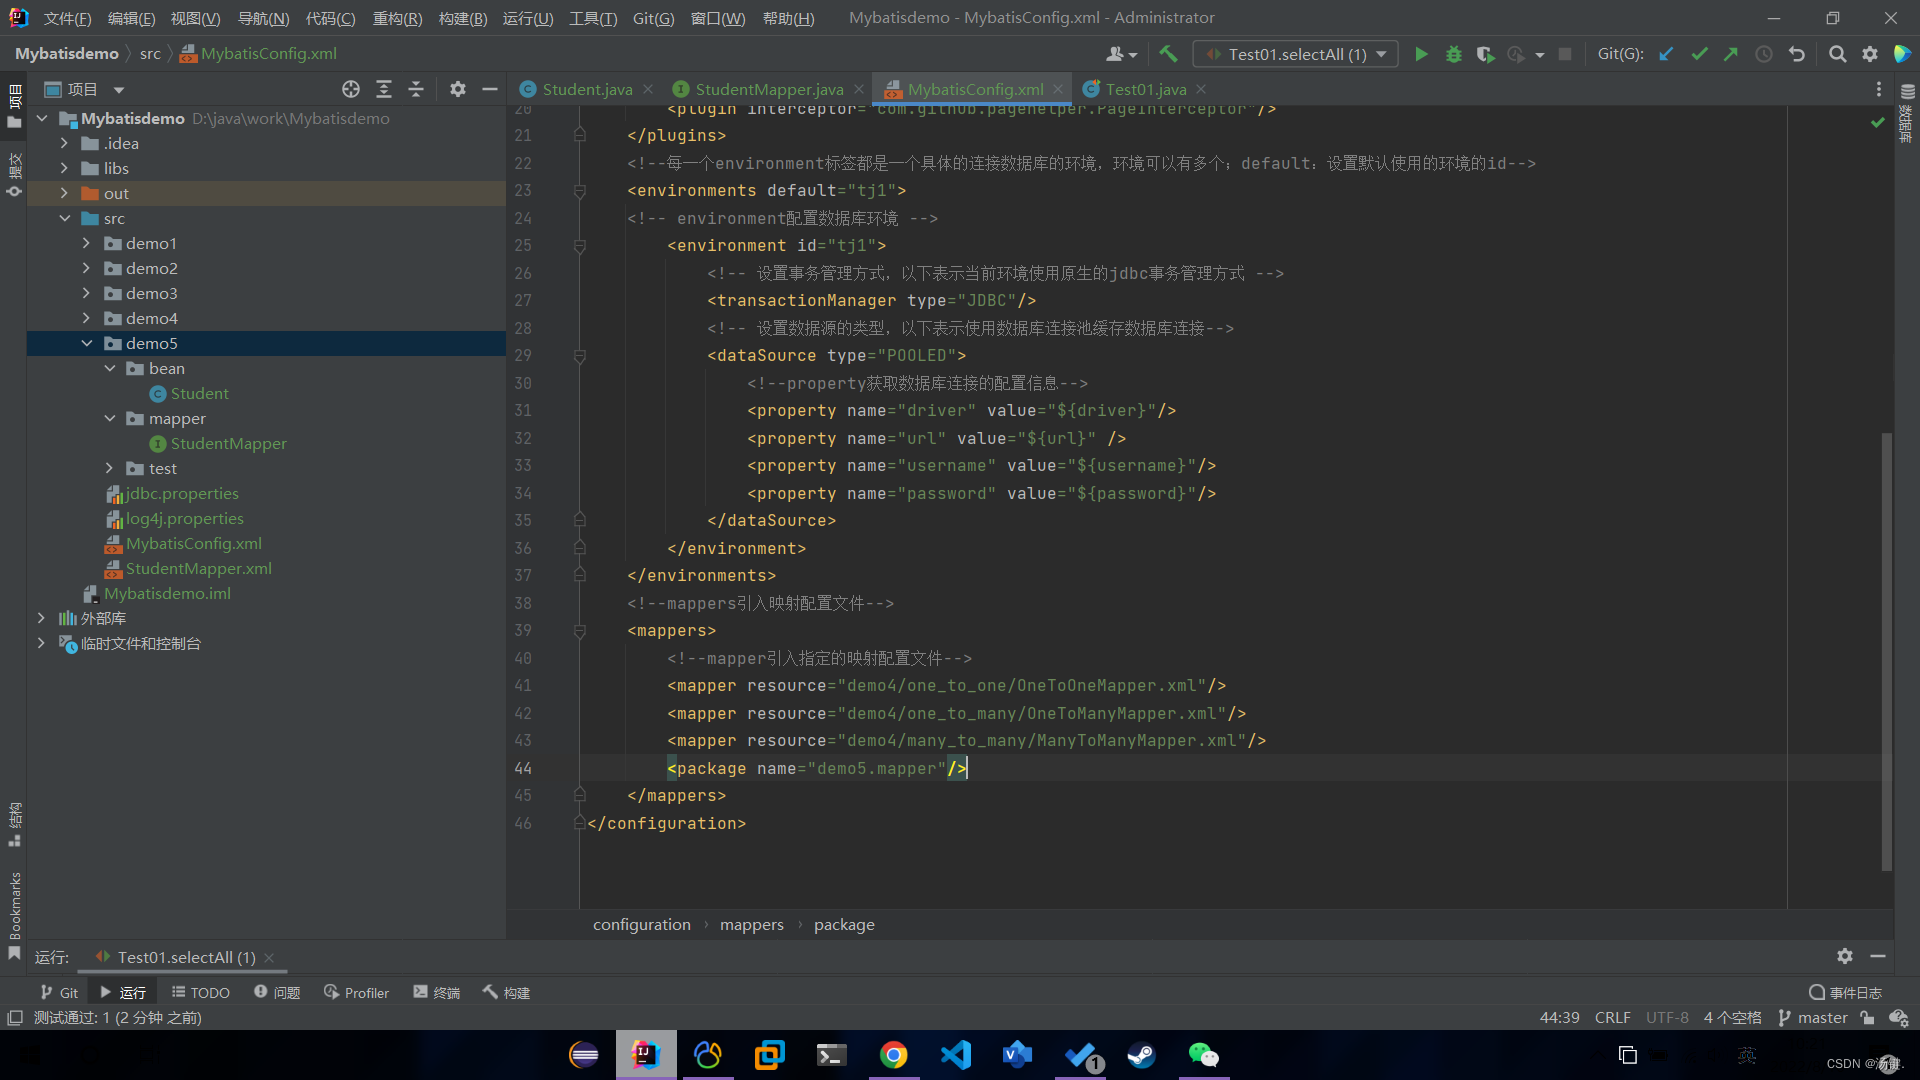 文件(F) 编辑(E) 视图(V) 导航(N) 代码(C) 重构(R) 构建(B) 运行(U) 工具(T) Git(G) 窗口(W) 帮助(H) Mybatisdemo - MybatisConfig.xml - Administrator
Mybatisdemo src MybatisConfig.xml Test01.selectAll (1) Git(G):
项目
提交
结构
Bookmarks
项目
Mybatisdemo D:\java\work\Mybatisdemo
.idea
libs
out
src
demo1
demo2
demo3
demo4
demo5
bean
Student
mapper
StudentMapper
test
jdbc.properties
log4j.properties
MybatisConfig.xml
StudentMapper.xml
Mybatisdemo.iml
外部库
临时文件和控制台
Student.java StudentMapper.java MybatisConfig.xml Test01.java
数据库
20 <plugin interceptor="com.github.pagehelper.PageInterceptor"/>
21 </plugins>
22 <!--每一个environment标签都是一个具体的连接数据库的环境，环境可以有多个；default：设置默认使用的环境的id-->
23 <environments default="tj1">
24 <!-- environment配置数据库环境 -->
25 <environment id="tj1">
26 <!-- 设置事务管理方式，以下表示当前环境使用原生的jdbc事务管理方式 -->
27 <transactionManager type="JDBC"/>
28 <!-- 设置数据源的类型，以下表示使用数据库连接池缓存数据库连接-->
29 <dataSource type="POOLED">
30 <!--property获取数据库连接的配置信息-->
31 <property name="driver" value="${driver}"/>
32 <property name="url" value="${url}" />
33 <property name="username" value="${username}"/>
34 <property name="password" value="${password}"/>
35 </dataSource>
36 </environment>
37 </environments>
38 <!--mappers引入映射配置文件-->
39 <mappers>
40 <!--mapper引入指定的映射配置文件-->
41 <mapper resource="demo4/one_to_one/OneToOneMapper.xml"/>
42 <mapper resource="demo4/one_to_many/OneToManyMapper.xml"/>
43 <mapper resource="demo4/many_to_many/ManyToManyMapper.xml"/>
44 <package name="demo5.mapper"/>
45 </mappers>
46 </configuration>
configuration mappers package
运行: Test01.selectAll (1)
Git 运行 TODO 问题 Profiler 终端 构建 事件日志
测试通过: 1 (2 分钟 之前) 44:39 CRLF UTF-8 4 个空格 master
1 英
CSDN @汤键.